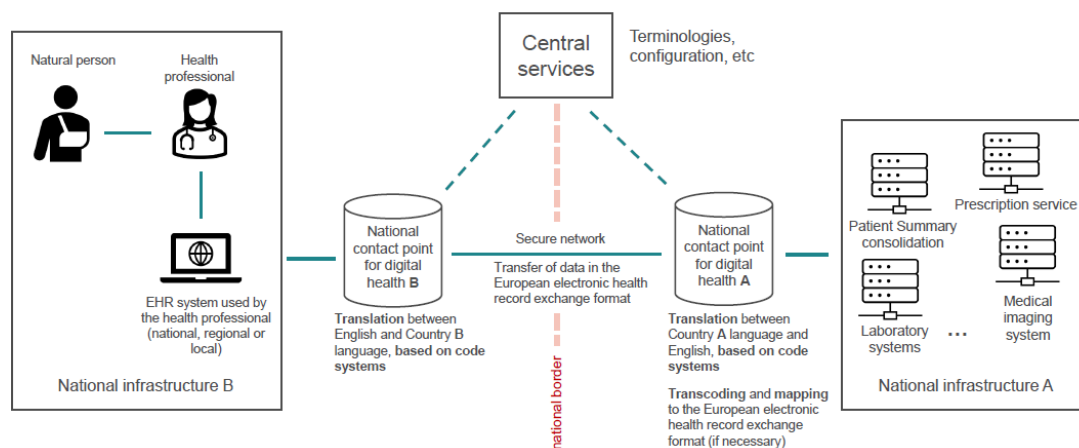 Natural person
Health
professional
EHR system used by
the health professional
(national, regional or
local)
National infrastructure B
Central
services
Terminologies,
configuration, etc
National
contact point
for digital
health B
Translation between
English and Country B
language, based on code
systems
Secure network
Transfer of data in the
European electronic health
record exchange format
national border
National
contact point
for digital
health A
Translation between
Country A language and
English, based on code
systems
Transcoding and mapping
to the European electronic
health record exchange
format (if necessary)
Prescription service
Patient Summary
consolidation
Laboratory
systems
...
Medical
imaging
system
National infrastructure A